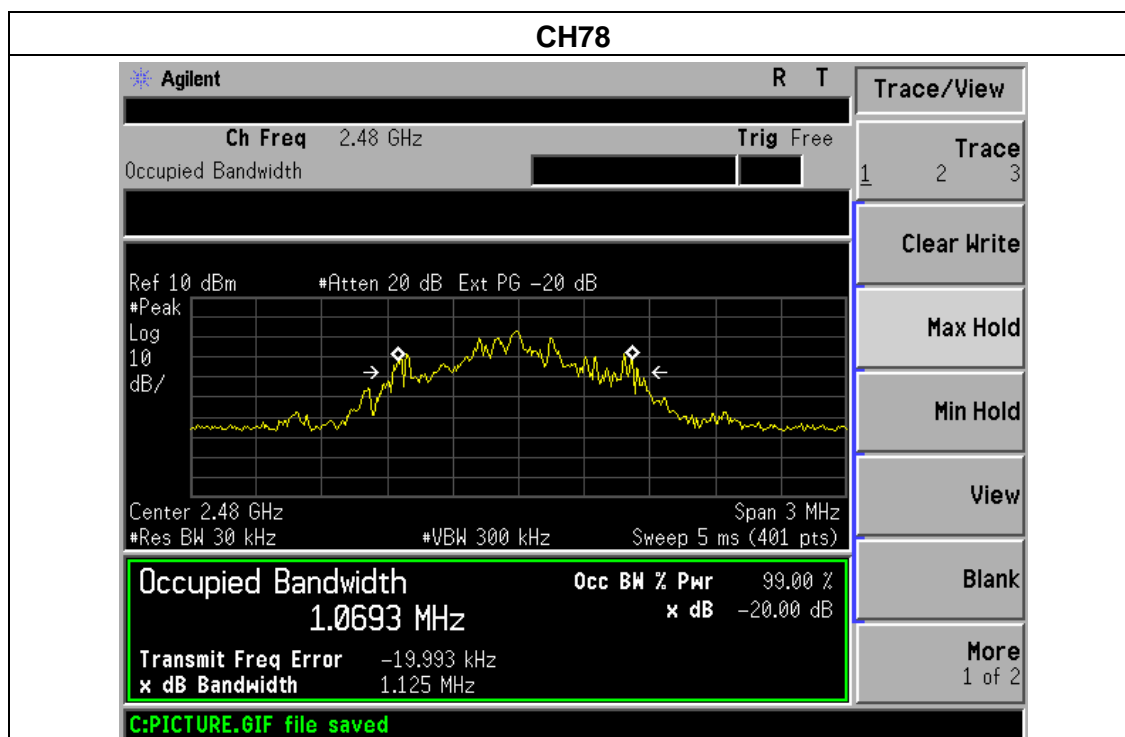 CH78
Agilent R T
Trace/View
Ch Freq 2.48 GHz Trig Free
Occupied Bandwidth
Trace
1 2 3
Clear Write
Max Hold
Min Hold
View
Blank
More
1 of 2
Ref 10 dBm #Atten 20 dB Ext PG -20 dB
#Peak
Log
10
dB/
Center 2.48 GHz Span 3 MHz
#Res BW 30 kHz #VBW 300 kHz Sweep 5 ms (401 pts)
Occupied Bandwidth Occ BW % Pwr 99.00 %
1.0693 MHz x dB -20.00 dB
Transmit Freq Error -19.993 kHz
x dB Bandwidth 1.125 MHz
C:PICTURE.GIF file saved